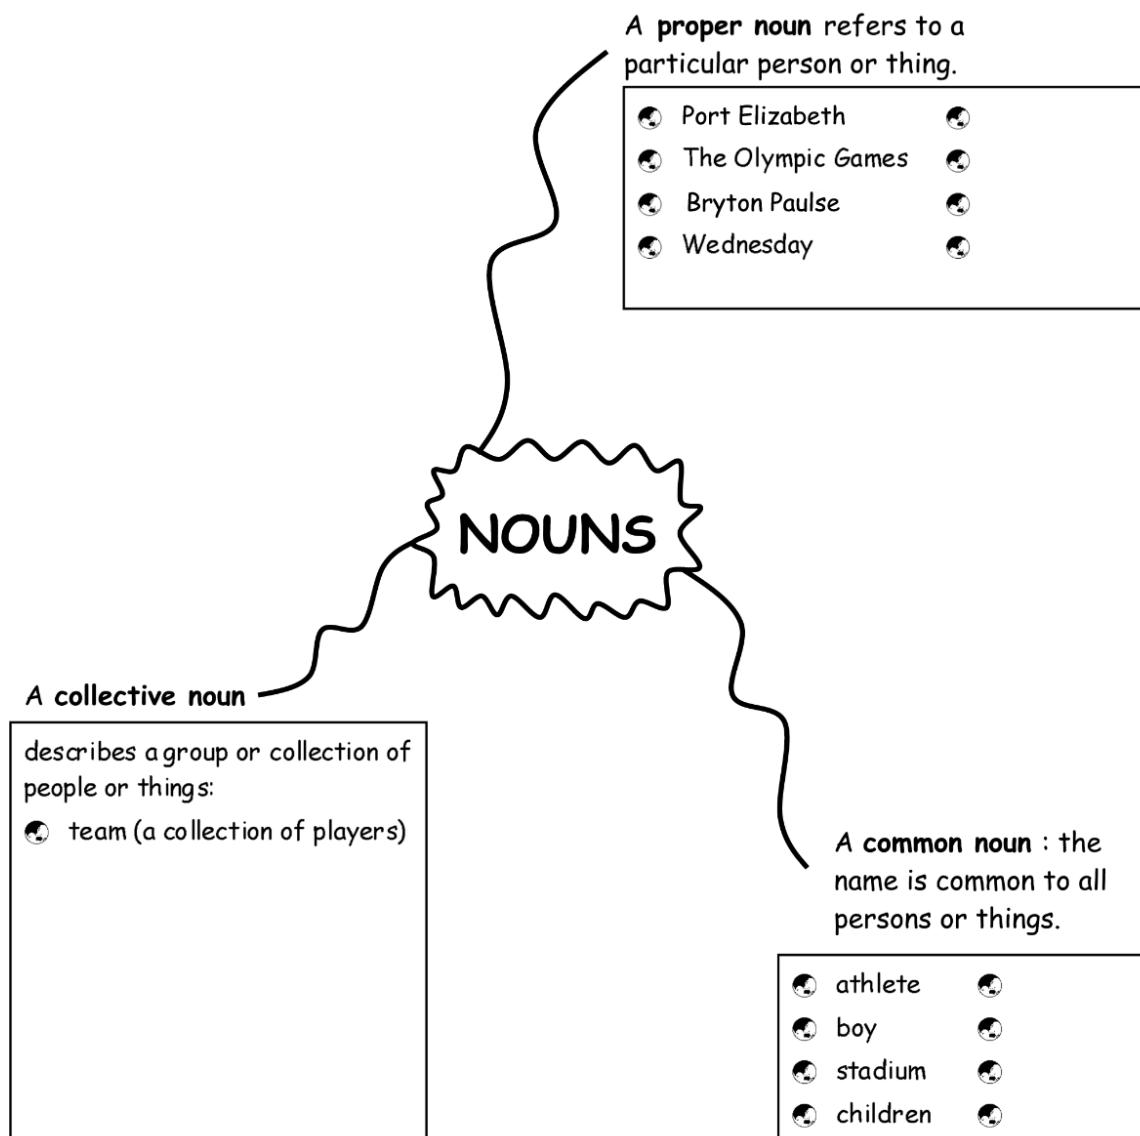 A proper noun refers to a
particular person or thing.
Port Elizabeth
The Olympic Games
Bryton Paulse
Wednesday
NOUNS
A collective noun
describes a group or collection of
people or things:
team (a collection of players)
A common noun : the
name is common to all
persons or things.
athlete
boy
stadium
children